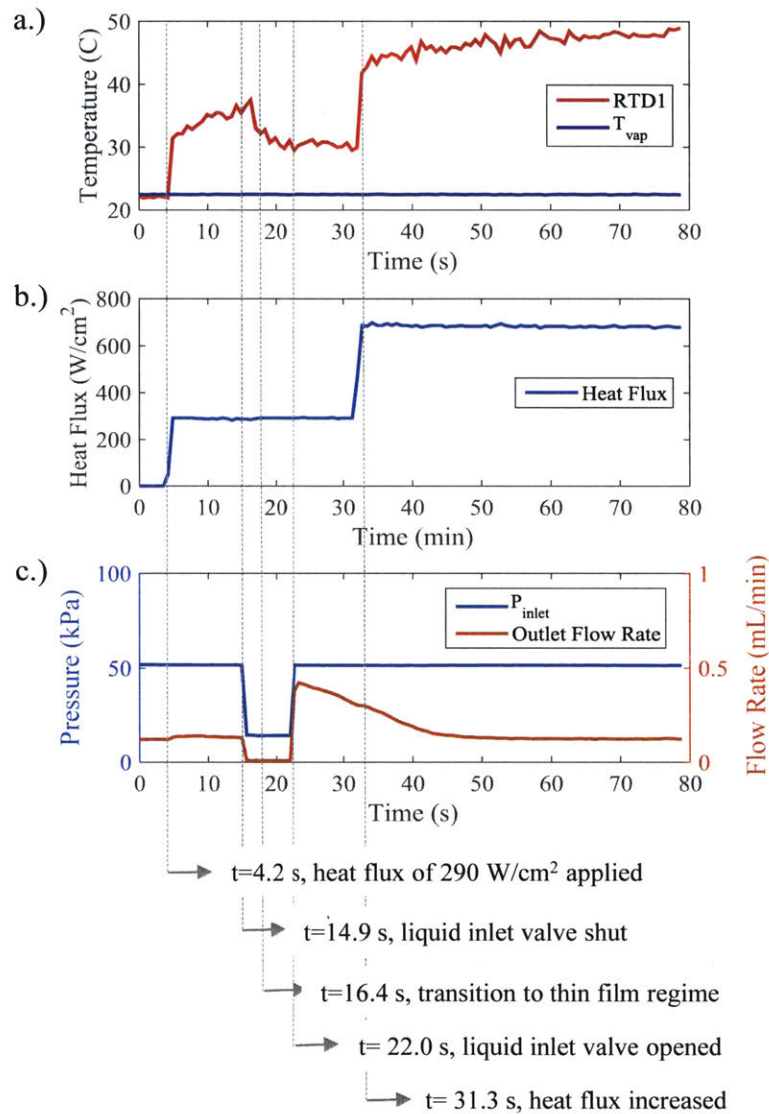 a.)
Temperature (C)
50
40
30
20
RTD1
T_vap
0 10 20 30 40 50 60 70 80
Time (s)
b.)
Heat Flux (W/cm²)
800
600
400
200
0
Heat Flux
0 10 20 30 40 50 60 70 80
Time (min)
c.)
Pressure (kPa)
100
50
0
P_inlet
Outlet Flow Rate
1
0.5
0
Flow Rate (mL/min)
0 10 20 30 40 50 60 70 80
Time (s)
t=4.2 s, heat flux of 290 W/cm² applied
t=14.9 s, liquid inlet valve shut
t=16.4 s, transition to thin film regime
t= 22.0 s, liquid inlet valve opened
t= 31.3 s, heat flux increased